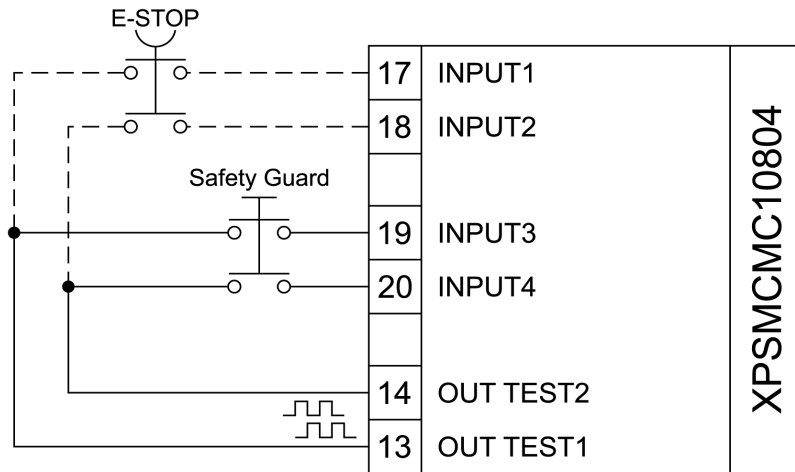 E-STOP
17 INPUT1
18 INPUT2
Safety Guard
19 INPUT3
20 INPUT4
14 OUT TEST2
13 OUT TEST1
XPSMCMC10804